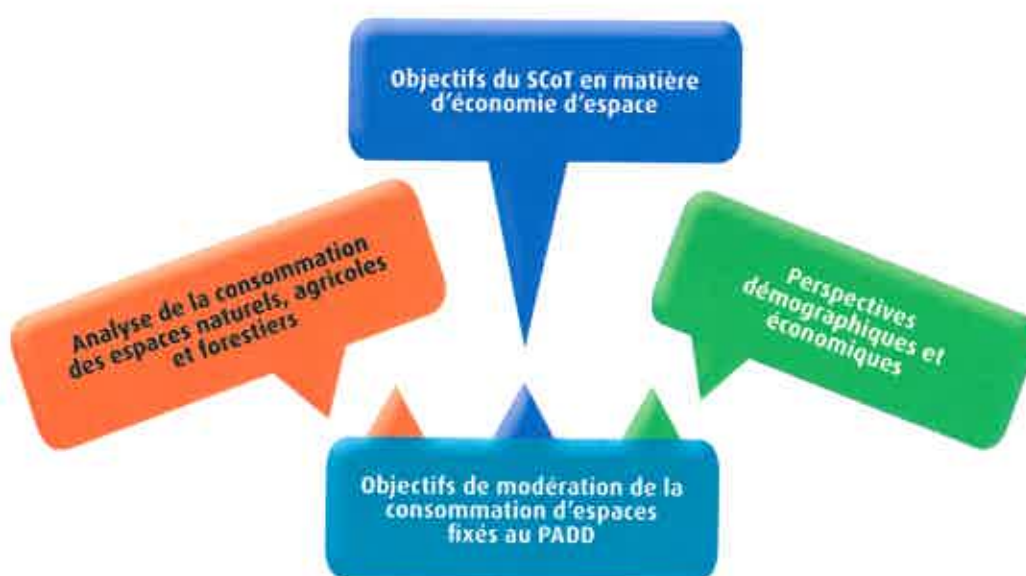 Objectifs du SCoT en matière
d'économie d'espace
Analyse de la consommation
des espaces naturels, agricoles
et forestiers
Perspectives
démographiques et
économiques
Objectifs de modération de la
consommation d'espaces
fixés au PADD